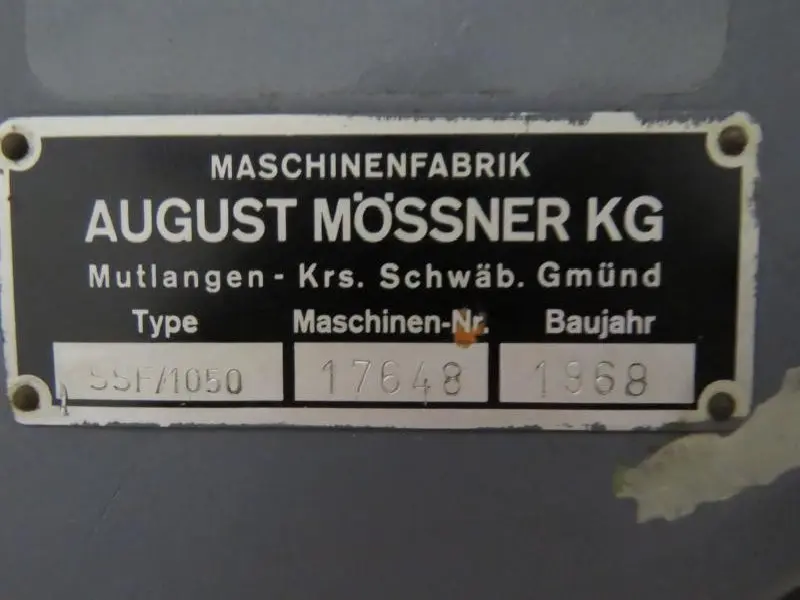 MASCHINENFABRIK
AUGUST MÖSSNER KG
Mutlangen - Krs. Schwäb. Gmünd
Type Maschinen-Nr. Baujahr
SSF/1050 17648 1968